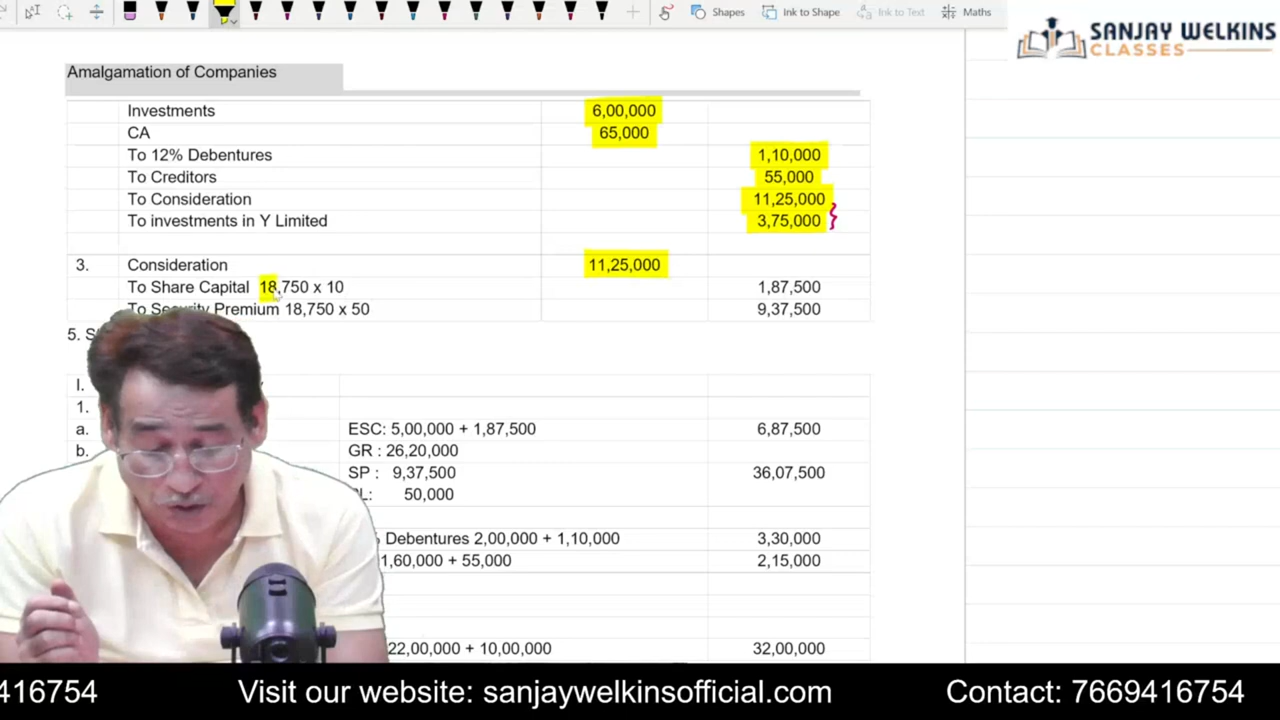 Shapes Ink to Shape Ink to Text Maths
SANJAY WELKINS
CLASSES
Amalgamation of Companies
Investments 6,00,000
CA 65,000
To 12% Debentures 1,10,000
To Creditors 55,000
To Consideration 11,25,000
To investments in Y Limited 3,75,000
3. Consideration 11,25,000
To Share Capital 18,750 x 10 1,87,500
To Security Premium 18,750 x 50 9,37,500
5.
I.
1.
a. ESC: 5,00,000 + 1,87,500 6,87,500
b. GR : 26,20,000
SP : 9,37,500 36,07,500
50,000
Debentures 2,00,000 + 1,10,000 3,30,000
1,60,000 + 55,000 2,15,000
22,00,000 + 10,00,000 32,00,000
416754 Visit our website: sanjaywelkinsofficial.com Contact: 7669416754